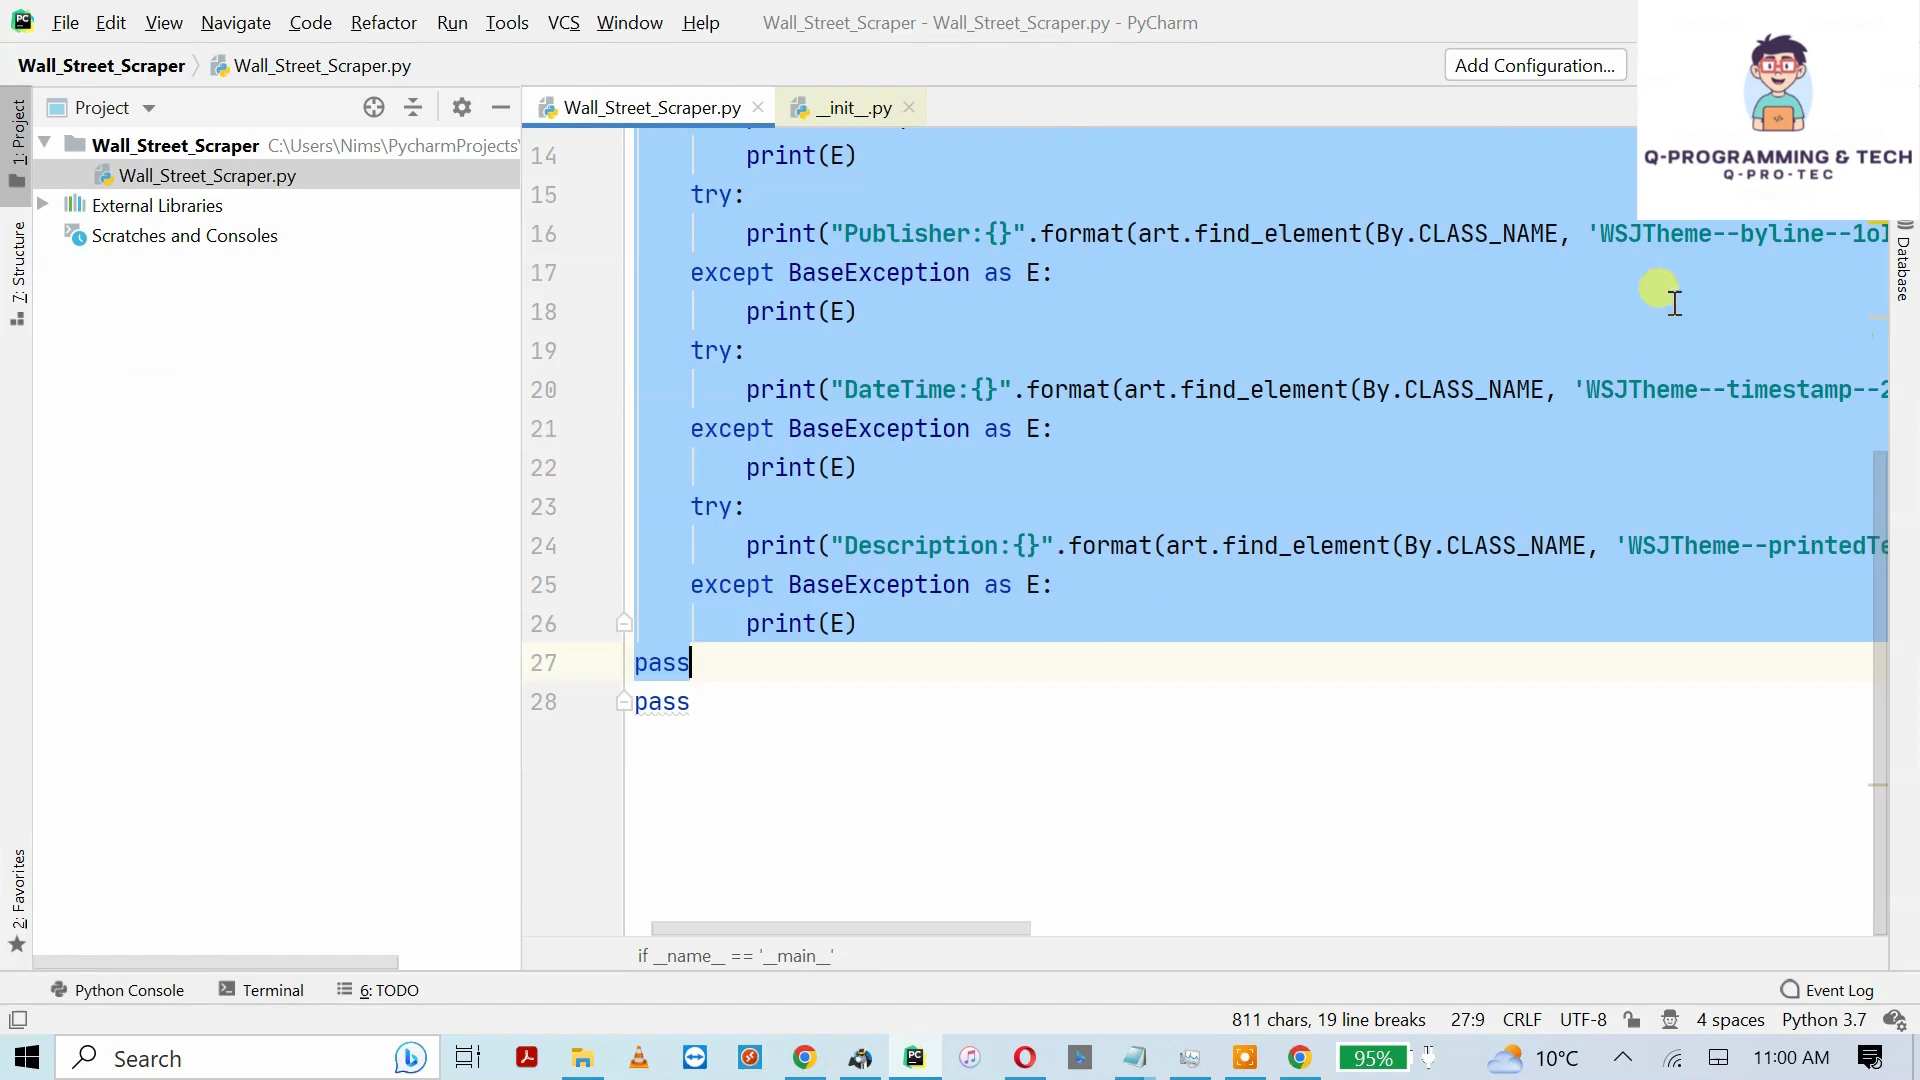 File Edit View Navigate Code Refactor Run Tools VCS Window Help Wall_Street_Scraper - Wall_Street_Scraper.py - PyCharm
Wall_Street_Scraper Wall_Street_Scraper.py Add Configuration...
Q-PROGRAMMING & TECH
Q-PRO-TEC
1: Project
7: Structure
2: Favorites
Database
Project
Wall_Street_Scraper C:\Users\Nims\PycharmProjects\
Wall_Street_Scraper.py
External Libraries
Scratches and Consoles
Wall_Street_Scraper.py __init__.py
14 print(E)
15 try:
16 print("Publisher:{}".format(art.find_element(By.CLASS_NAME, 'WSJTheme--byline--1oI
17 except BaseException as E:
18 print(E)
19 try:
20 print("DateTime:{}".format(art.find_element(By.CLASS_NAME, 'WSJTheme--timestamp--2
21 except BaseException as E:
22 print(E)
23 try:
24 print("Description:{}".format(art.find_element(By.CLASS_NAME, 'WSJTheme--printedTe
25 except BaseException as E:
26 print(E)
27 pass
28 pass
if __name__ == '__main__'
Python Console Terminal 6: TODO Event Log
811 chars, 19 line breaks 27:9 CRLF UTF-8 4 spaces Python 3.7
Search 95% 10°C 11:00 AM